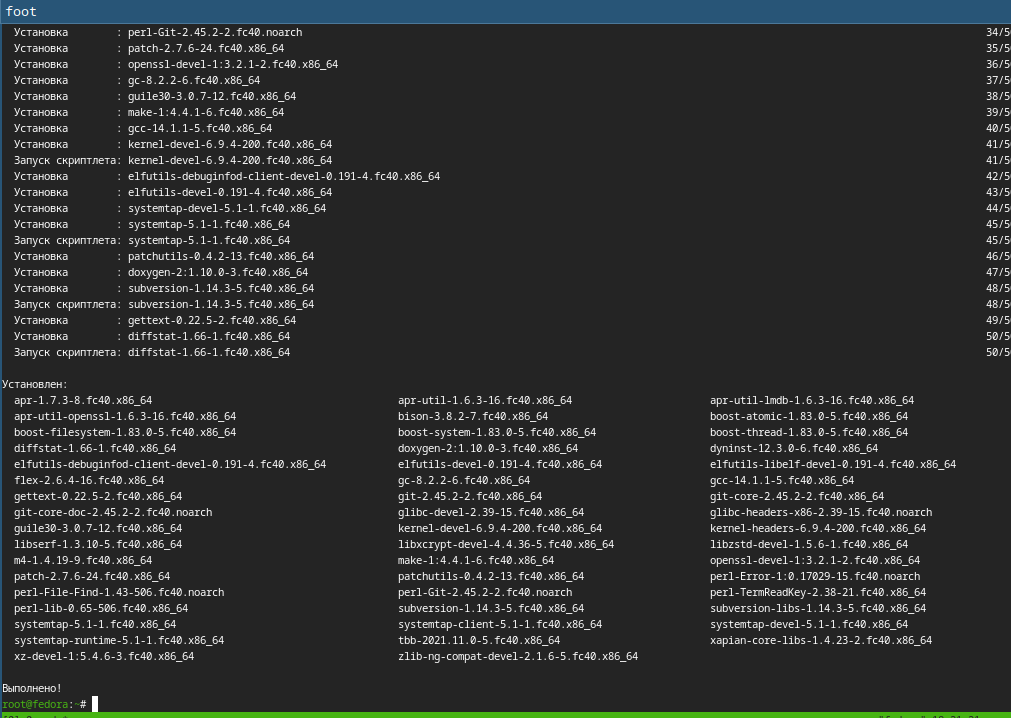 foot
Установка : perl-Git-2.45.2-2.fc40.noarch 34/5
Установка : patch-2.7.6-24.fc40.x86_64 35/5
Установка : openssl-devel-1:3.2.1-2.fc40.x86_64 36/5
Установка : gc-8.2.2-6.fc40.x86_64 37/5
Установка : guile30-3.0.7-12.fc40.x86_64 38/5
Установка : make-1:4.4.1-6.fc40.x86_64 39/5
Установка : gcc-14.1.1-5.fc40.x86_64 40/5
Установка : kernel-devel-6.9.4-200.fc40.x86_64 41/5
Запуск скриптлета: kernel-devel-6.9.4-200.fc40.x86_64 41/5
Установка : elfutils-debuginfod-client-devel-0.191-4.fc40.x86_64 42/5
Установка : elfutils-devel-0.191-4.fc40.x86_64 43/5
Установка : systemtap-devel-5.1-1.fc40.x86_64 44/5
Установка : systemtap-5.1-1.fc40.x86_64 45/5
Запуск скриптлета: systemtap-5.1-1.fc40.x86_64 45/5
Установка : patchutils-0.4.2-13.fc40.x86_64 46/5
Установка : doxygen-2:1.10.0-3.fc40.x86_64 47/5
Установка : subversion-1.14.3-5.fc40.x86_64 48/5
Запуск скриптлета: subversion-1.14.3-5.fc40.x86_64 48/5
Установка : gettext-0.22.5-2.fc40.x86_64 49/5
Установка : diffstat-1.66-1.fc40.x86_64 50/5
Запуск скриптлета: diffstat-1.66-1.fc40.x86_64 50/5
Установлен:
apr-1.7.3-8.fc40.x86_64 apr-util-1.6.3-16.fc40.x86_64 apr-util-lmdb-1.6.3-16.fc40.x86_64
apr-util-openssl-1.6.3-16.fc40.x86_64 bison-3.8.2-7.fc40.x86_64 boost-atomic-1.83.0-5.fc40.x86_64
boost-filesystem-1.83.0-5.fc40.x86_64 boost-system-1.83.0-5.fc40.x86_64 boost-thread-1.83.0-5.fc40.x86_64
diffstat-1.66-1.fc40.x86_64 doxygen-2:1.10.0-3.fc40.x86_64 dyninst-12.3.0-6.fc40.x86_64
elfutils-debuginfod-client-devel-0.191-4.fc40.x86_64 elfutils-devel-0.191-4.fc40.x86_64 elfutils-libelf-devel-0.191-4.fc40.x86_64
flex-2.6.4-16.fc40.x86_64 gc-8.2.2-6.fc40.x86_64 gcc-14.1.1-5.fc40.x86_64
gettext-0.22.5-2.fc40.x86_64 git-2.45.2-2.fc40.x86_64 git-core-2.45.2-2.fc40.x86_64
git-core-doc-2.45.2-2.fc40.noarch glibc-devel-2.39-15.fc40.x86_64 glibc-headers-x86-2.39-15.fc40.noarch
guile30-3.0.7-12.fc40.x86_64 kernel-devel-6.9.4-200.fc40.x86_64 kernel-headers-6.9.4-200.fc40.x86_64
libserf-1.3.10-5.fc40.x86_64 libxcrypt-devel-4.4.36-5.fc40.x86_64 libzstd-devel-1.5.6-1.fc40.x86_64
m4-1.4.19-9.fc40.x86_64 make-1:4.4.1-6.fc40.x86_64 openssl-devel-1:3.2.1-2.fc40.x86_64
patch-2.7.6-24.fc40.x86_64 patchutils-0.4.2-13.fc40.x86_64 perl-Error-1:0.17029-15.fc40.noarch
perl-File-Find-1.43-506.fc40.noarch perl-Git-2.45.2-2.fc40.noarch perl-TermReadKey-2.38-21.fc40.x86_64
perl-lib-0.65-506.fc40.x86_64 subversion-1.14.3-5.fc40.x86_64 subversion-libs-1.14.3-5.fc40.x86_64
systemtap-5.1-1.fc40.x86_64 systemtap-client-5.1-1.fc40.x86_64 systemtap-devel-5.1-1.fc40.x86_64
systemtap-runtime-5.1-1.fc40.x86_64 tbb-2021.11.0-5.fc40.x86_64 xapian-core-libs-1.4.23-2.fc40.x86_64
xz-devel-1:5.4.6-3.fc40.x86_64 zlib-ng-compat-devel-2.1.6-5.fc40.x86_64
Выполнено!
root@fedora:~#